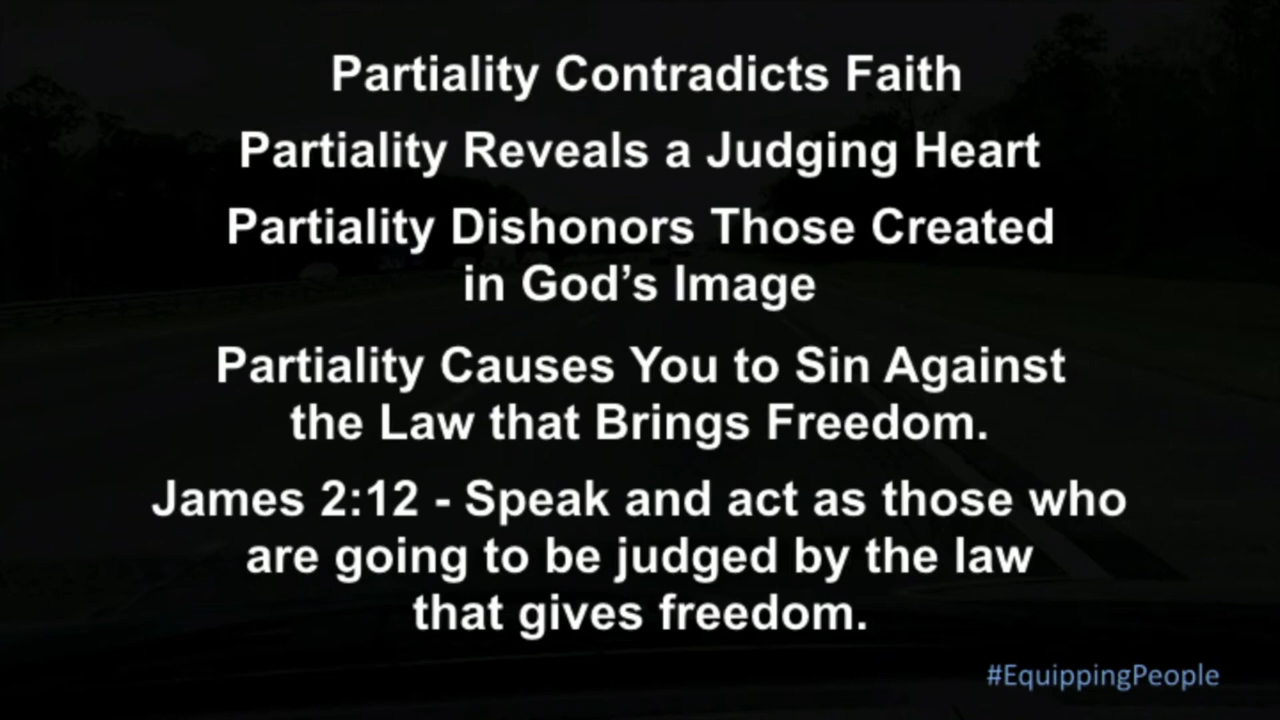 Partiality Contradicts Faith
Partiality Reveals a Judging Heart
Partiality Dishonors Those Created
in God’s Image
Partiality Causes You to Sin Against
the Law that Brings Freedom.
James 2:12 - Speak and act as those who
are going to be judged by the law
that gives freedom.
#EquippingPeople